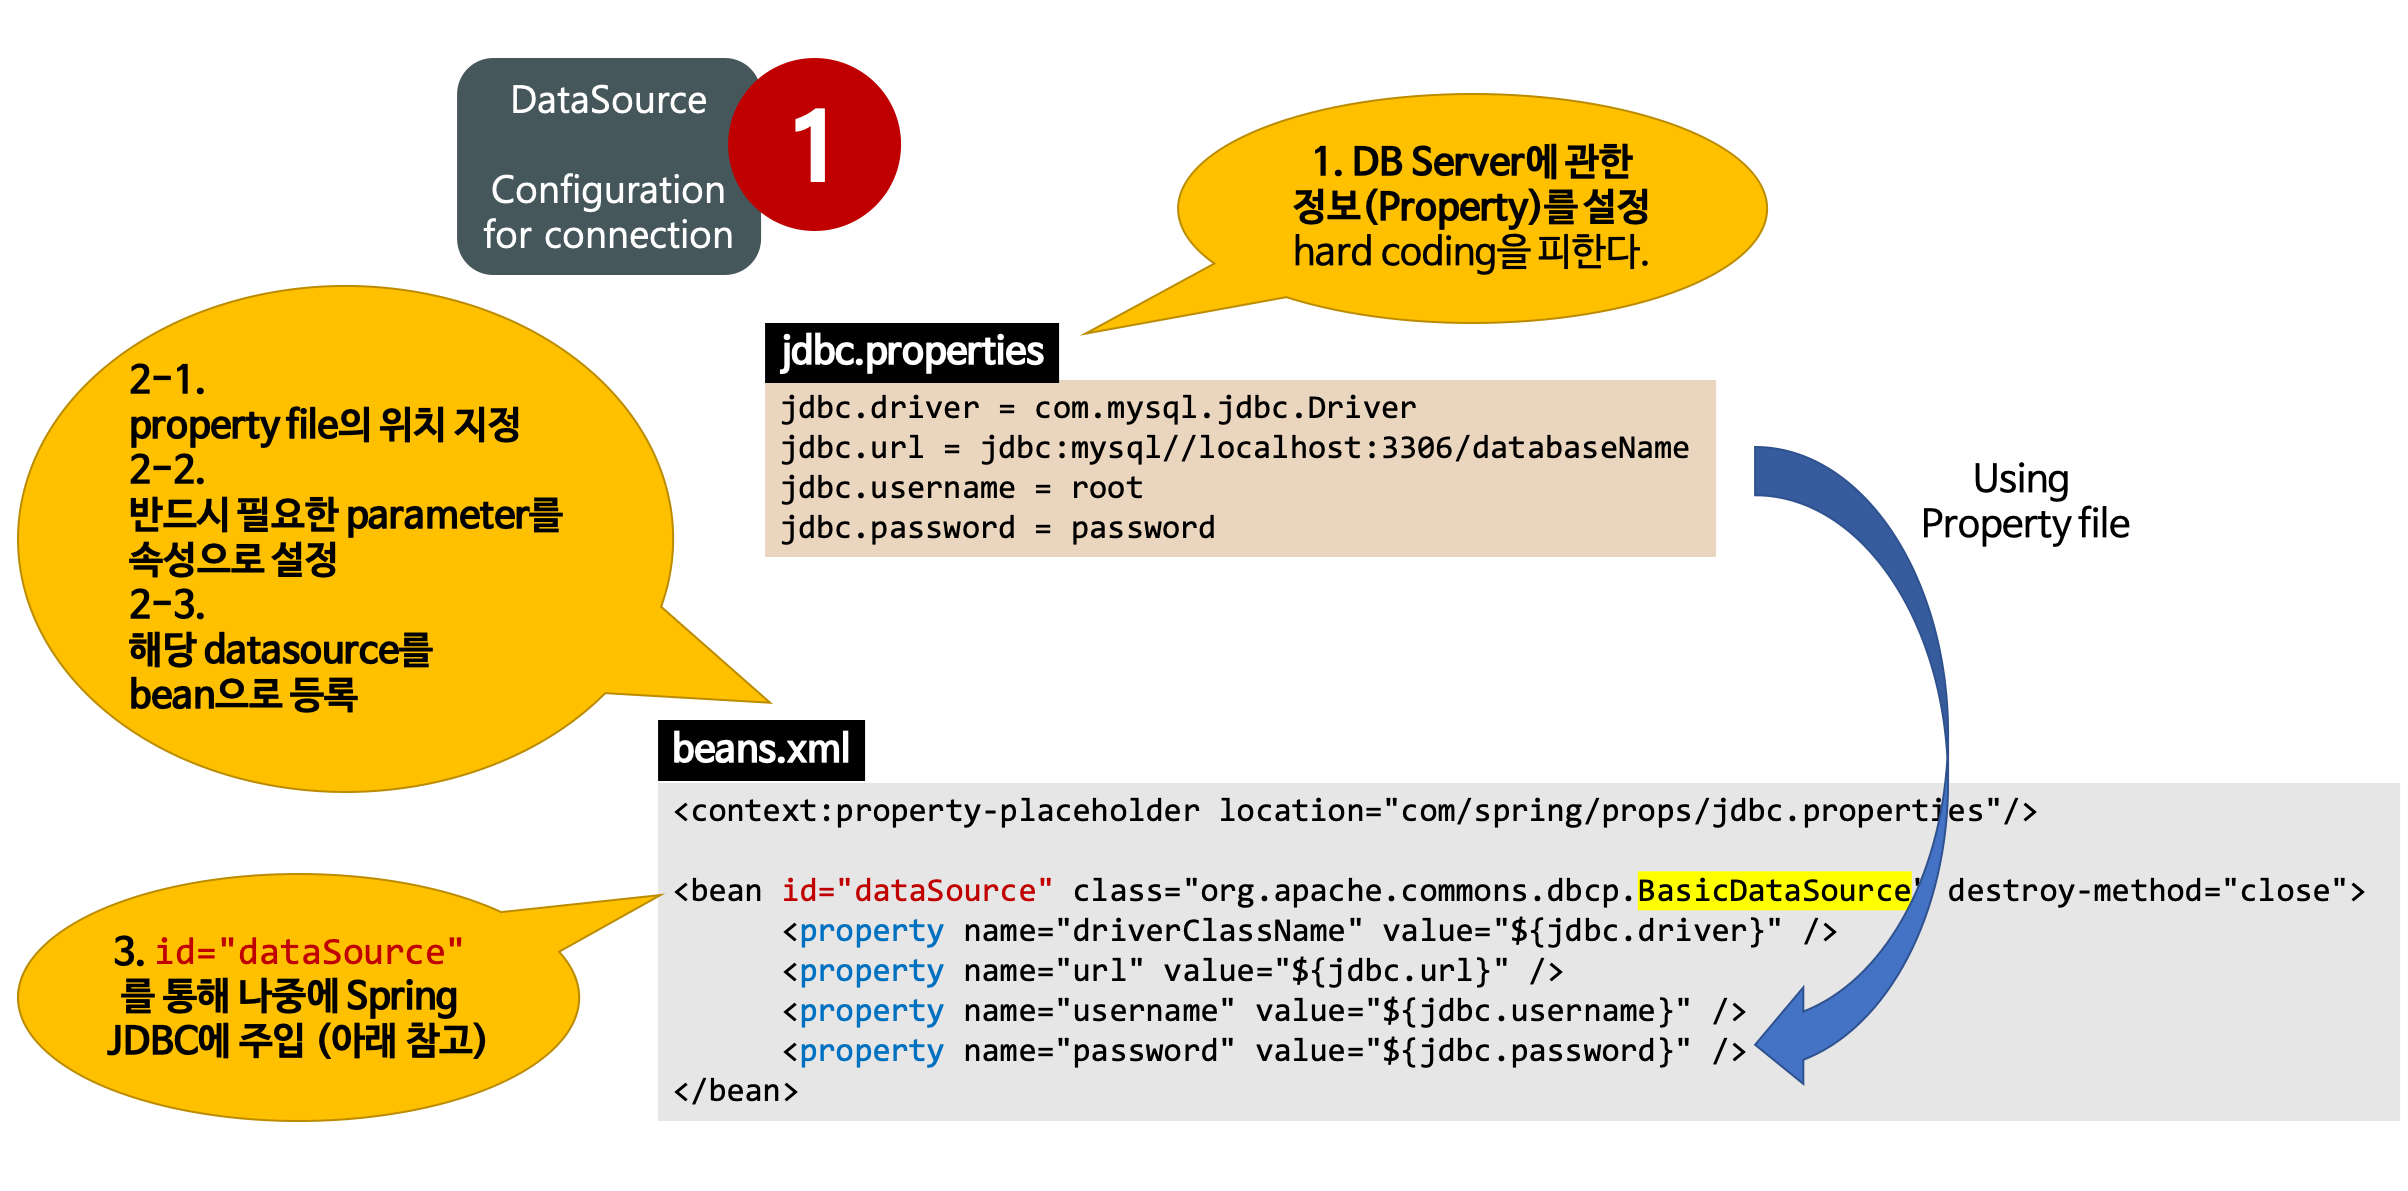 DataSource
Configuration
for connection
1
1. DB Server에 관한
정보(Property)를 설정
hard coding을 피한다.
jdbc.properties
jdbc.driver = com.mysql.jdbc.Driver
jdbc.url = jdbc:mysql//localhost:3306/databaseName
jdbc.username = root
jdbc.password = password
Using
Property file
2-1.
property file의 위치 지정
2-2.
반드시 필요한 parameter를
속성으로 설정
2-3.
해당 datasource를
bean으로 등록
beans.xml
<context:property-placeholder location="com/spring/props/jdbc.properties"/>
<bean id="dataSource" class="org.apache.commons.dbcp.BasicDataSource" destroy-method="close">
<property name="driverClassName" value="${jdbc.driver}" />
<property name="url" value="${jdbc.url}" />
<property name="username" value="${jdbc.username}" />
<property name="password" value="${jdbc.password}" />
</bean>
3. id="dataSource"
를 통해 나중에 Spring
JDBC에 주입 (아래 참고)